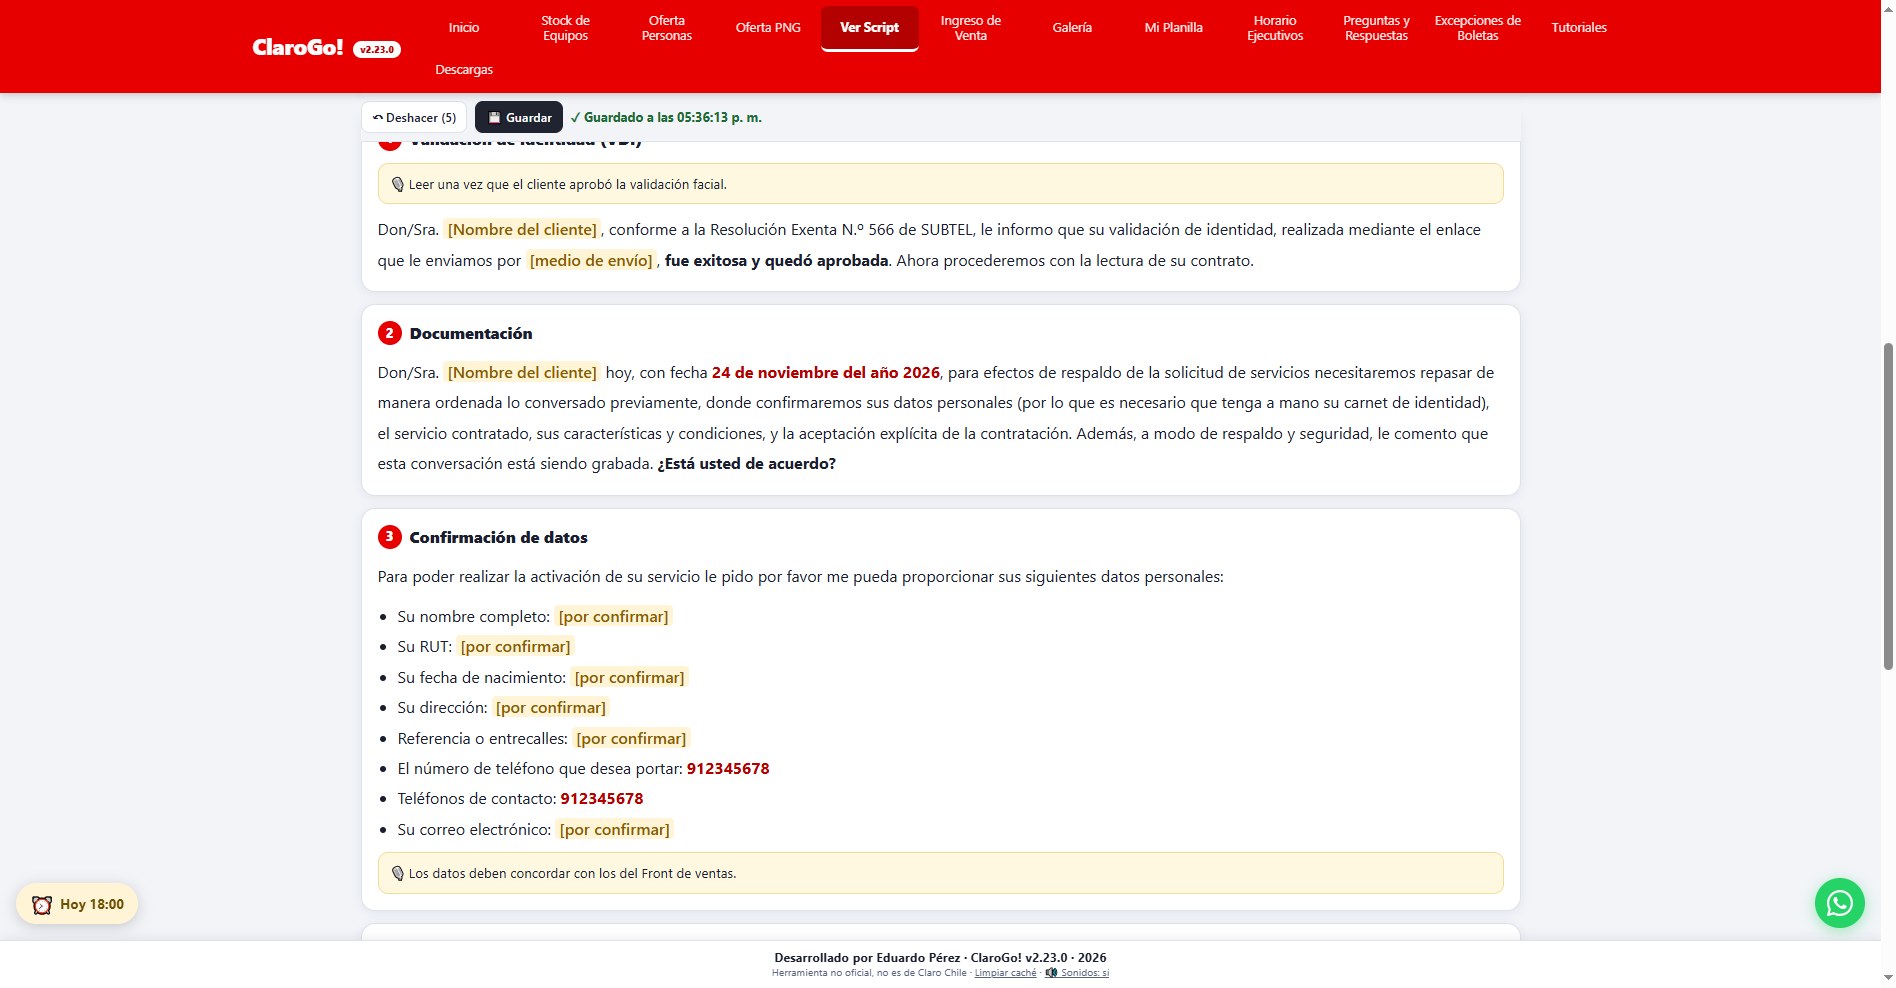 ClaroGo! v2.23.0
Inicio
Stock de Equipos
Oferta Personas
Oferta PNG
Ver Script
Ingreso de Venta
Galería
Mi Planilla
Horario Ejecutivos
Preguntas y Respuestas
Excepciones de Boletas
Tutoriales
Descargas
Deshacer (5)
Guardar
✓ Guardado a las 05:36:13 p. m.
Validación de identidad (VDI)
Leer una vez que el cliente aprobó la validación facial.
Don/Sra. [Nombre del cliente], conforme a la Resolución Exenta N.º 566 de SUBTEL, le informo que su validación de identidad, realizada mediante el enlace
que le enviamos por [medio de envío], fue exitosa y quedó aprobada. Ahora procederemos con la lectura de su contrato.
2 Documentación
Don/Sra. [Nombre del cliente] hoy, con fecha 24 de noviembre del año 2026, para efectos de respaldo de la solicitud de servicios necesitaremos repasar de
manera ordenada lo conversado previamente, donde confirmaremos sus datos personales (por lo que es necesario que tenga a mano su carnet de identidad),
el servicio contratado, sus características y condiciones, y la aceptación explícita de la contratación. Además, a modo de respaldo y seguridad, le comento que
esta conversación está siendo grabada. ¿Está usted de acuerdo?
3 Confirmación de datos
Para poder realizar la activación de su servicio le pido por favor me pueda proporcionar sus siguientes datos personales:
• Su nombre completo: [por confirmar]
• Su RUT: [por confirmar]
• Su fecha de nacimiento: [por confirmar]
• Su dirección: [por confirmar]
• Referencia o entrecalles: [por confirmar]
• El número de teléfono que desea portar: 912345678
• Teléfonos de contacto: 912345678
• Su correo electrónico: [por confirmar]
Los datos deben concordar con los del Front de ventas.
Hoy 18:00
Desarrollado por Eduardo Pérez · ClaroGo! v2.23.0 · 2026
Herramienta no oficial, no es de Claro Chile · Limpiar caché · Sonidos: si